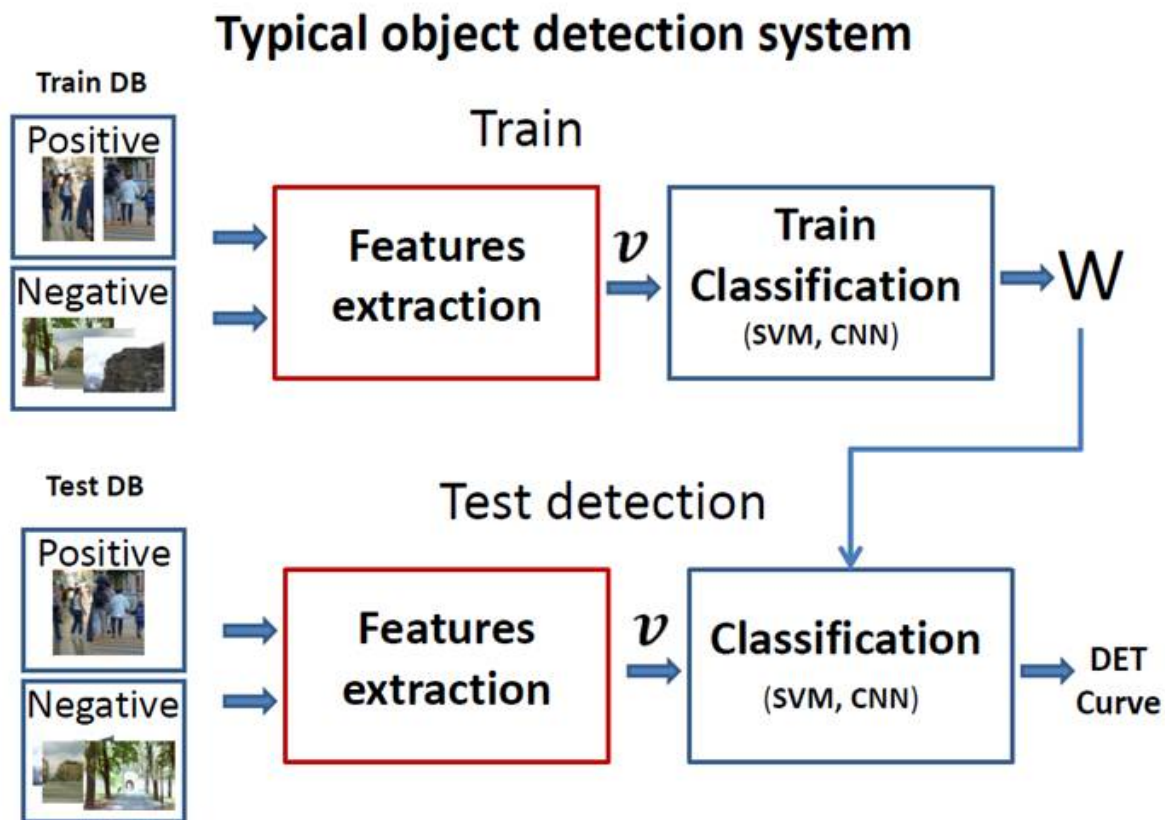 Typical object detection system
Train DB
Positive
Negative
Train
Features
extraction
v
Train
Classification
(SVM, CNN)
W
Test DB
Positive
Negative
Test detection
Features
extraction
v
Classification
(SVM, CNN)
DET
Curve